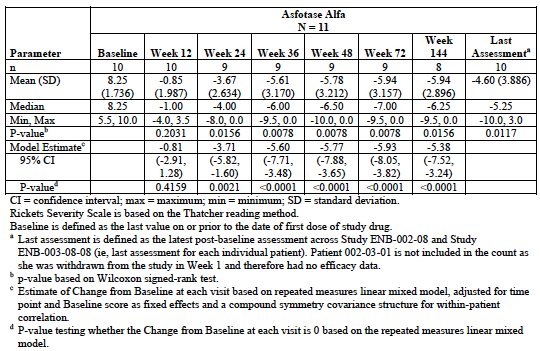 Asfotase Alfa
N = 11
Parameter Baseline Week 12 Week 24 Week 36 Week 48 Week 72 Week 144 Last Assessmentᵃ
n 10 10 9 9 9 9 8 10
Mean (SD) 8.25 (1.736) -0.85 (1.987) -3.67 (2.634) -5.61 (3.170) -5.78 (3.212) -5.94 (3.157) -5.94 (2.896) -4.60 (3.886)
Median 8.25 -1.00 -4.00 -6.00 -6.50 -7.00 -6.25 -5.25
Min, Max 5.5, 10.0 -4.0, 3.5 -8.0, 0.0 -9.5, 0.0 -10.0, 0.0 -9.5, 0.0 -9.5, 0.0 -10.0, 3.0
P-valueᵇ 0.2031 0.0156 0.0078 0.0078 0.0078 0.0156 0.0117
Model Estimateᶜ -0.81 -3.71 -5.60 -5.77 -5.93 -5.38
95% CI (-2.91, 1.28) (-5.82, -1.60) (-7.71, -3.48) (-7.88, -3.65) (-8.05, -3.82) (-7.52, -3.24)
P-valueᵈ 0.4159 0.0021 <0.0001 <0.0001 <0.0001 <0.0001
CI = confidence interval; max = maximum; min = minimum; SD = standard deviation.
Rickets Severity Scale is based on the Thatcher reading method.
Baseline is defined as the last value on or prior to the date of first dose of study drug.
ᵃ Last assessment is defined as the latest post-baseline assessment across Study ENB-002-08 and Study
ENB-003-08-08 (ie, last assessment for each individual patient). Patient 002-03-01 is not included in the count as
she was withdrawn from the study in Week 1 and therefore had no efficacy data.
ᵇ p-value based on Wilcoxon signed-rank test.
ᶜ Estimate of Change from Baseline at each visit based on repeated measures linear mixed model, adjusted for time
point and Baseline score as fixed effects and a compound symmetry covariance structure for within-patient
correlation.
ᵈ P-value testing whether the Change from Baseline at each visit is 0 based on the repeated measures linear mixed
model.